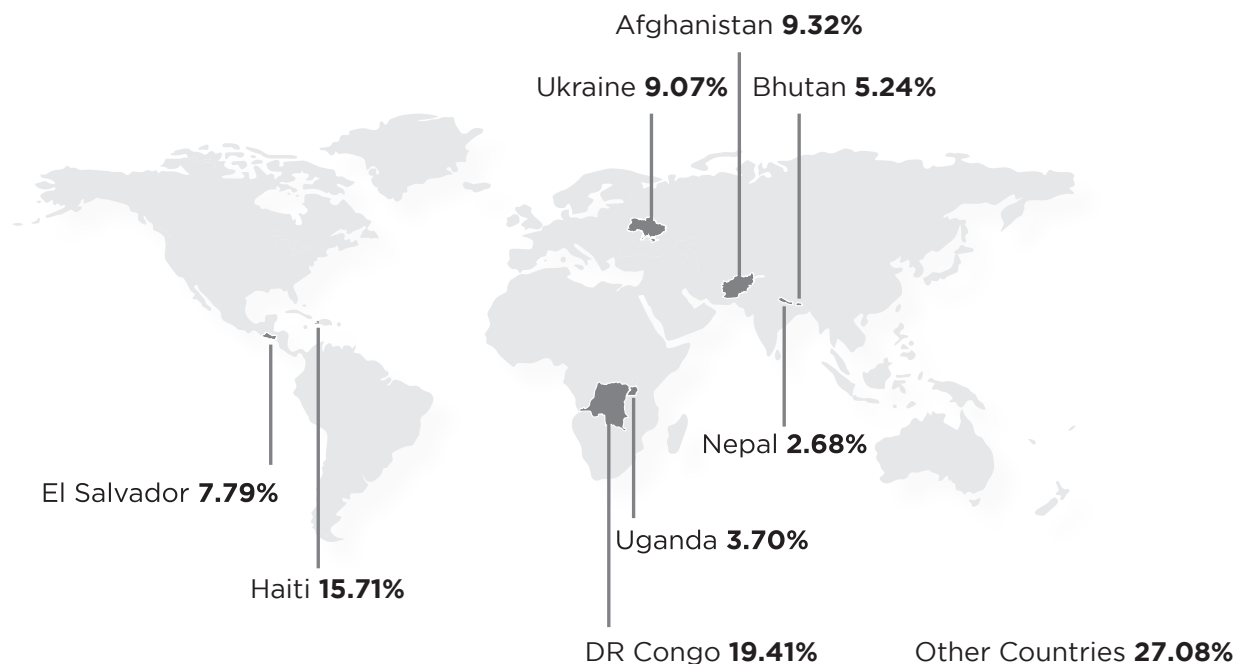 Afghanistan 9.32%
Ukraine 9.07%
Bhutan 5.24%
Nepal 2.68%
El Salvador 7.79%
Uganda 3.70%
Haiti 15.71%
DR Congo 19.41%
Other Countries 27.08%